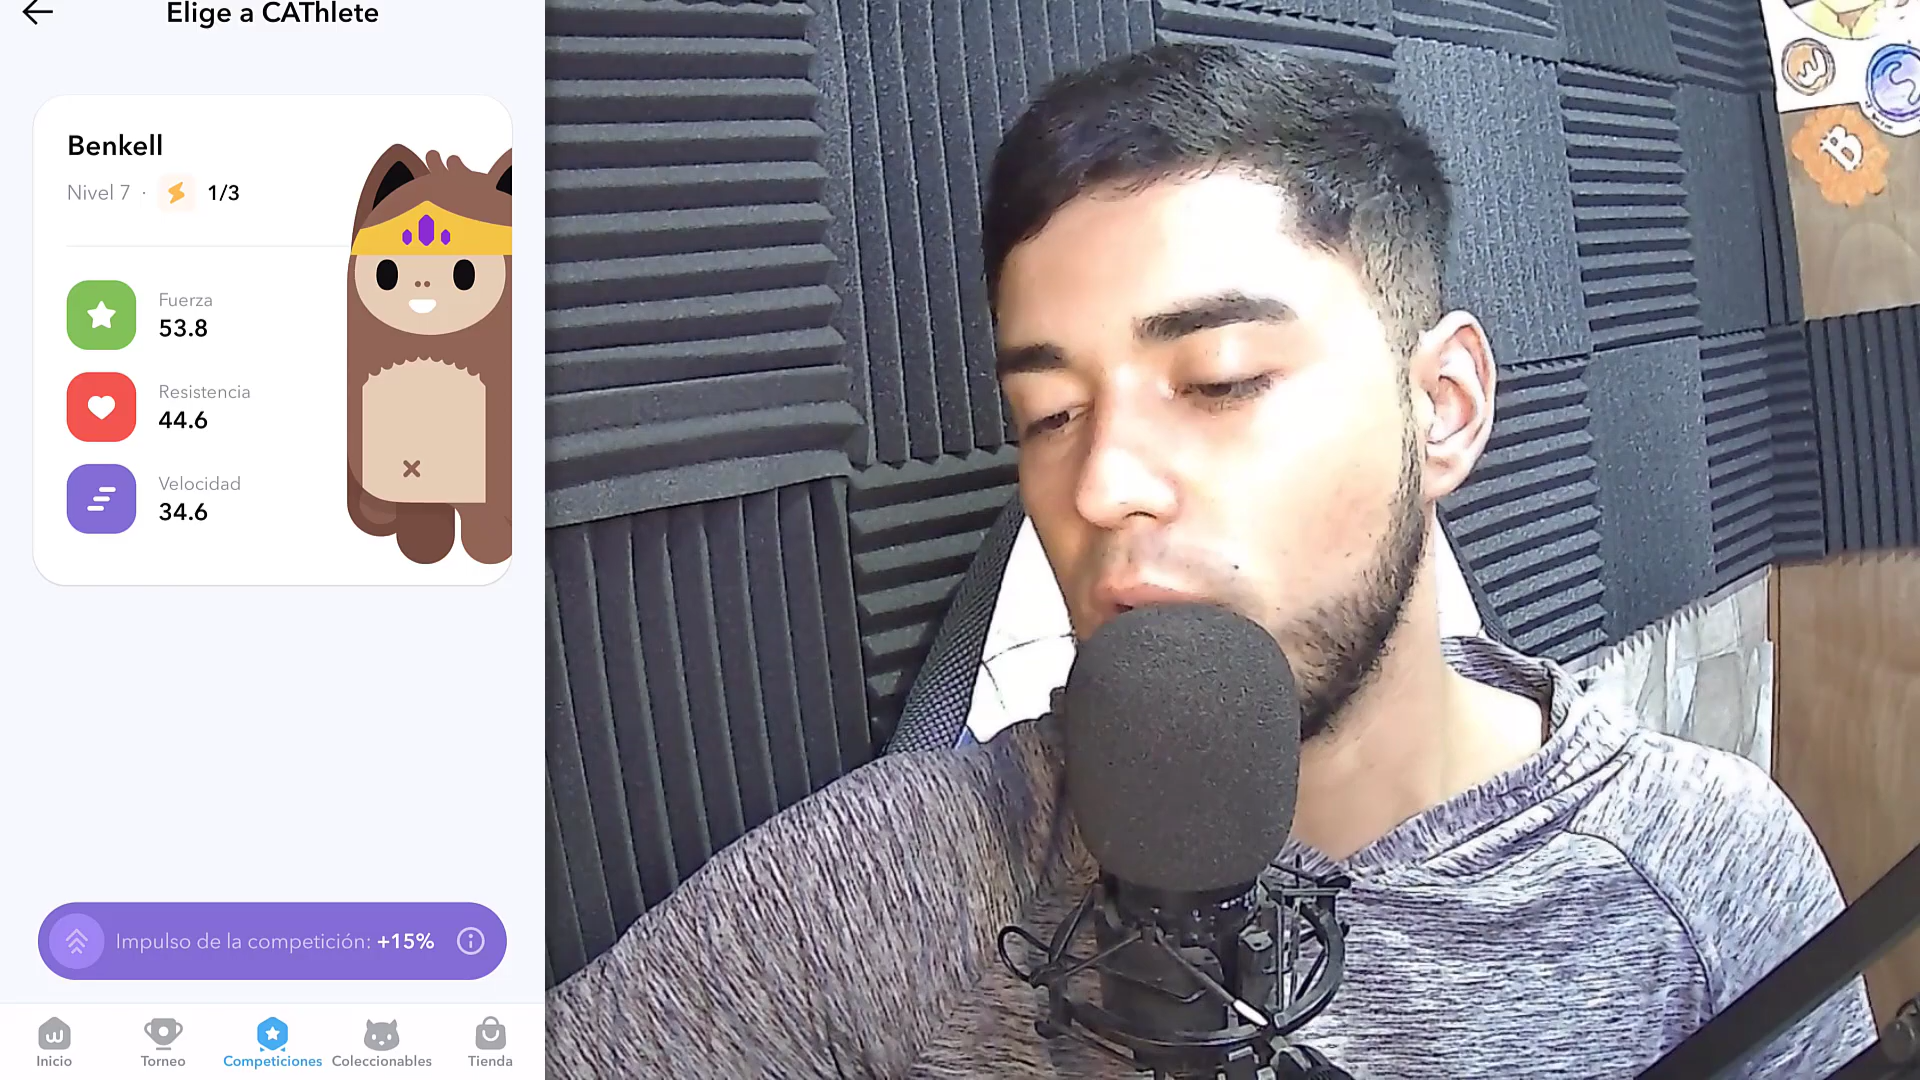 Elige a CAThlete
Benkell
Nivel 7 · 1/3
Fuerza
53.8
Resistencia
44.6
Velocidad
34.6
Impulso de la competición: +15%
Inicio
Torneo
Competiciones
Coleccionables
Tienda